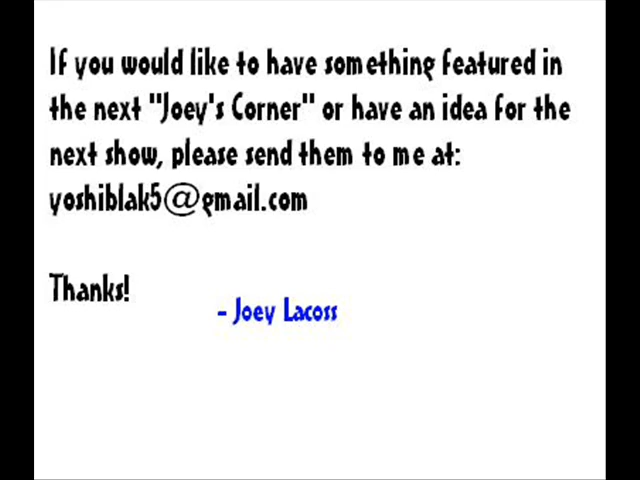 If you would like to have something featured in
the next "Joey's Corner" or have an idea for the
next show, please send them to me at:
yoshiblak5@gmail.com
Thanks!
- Joey Lacoss